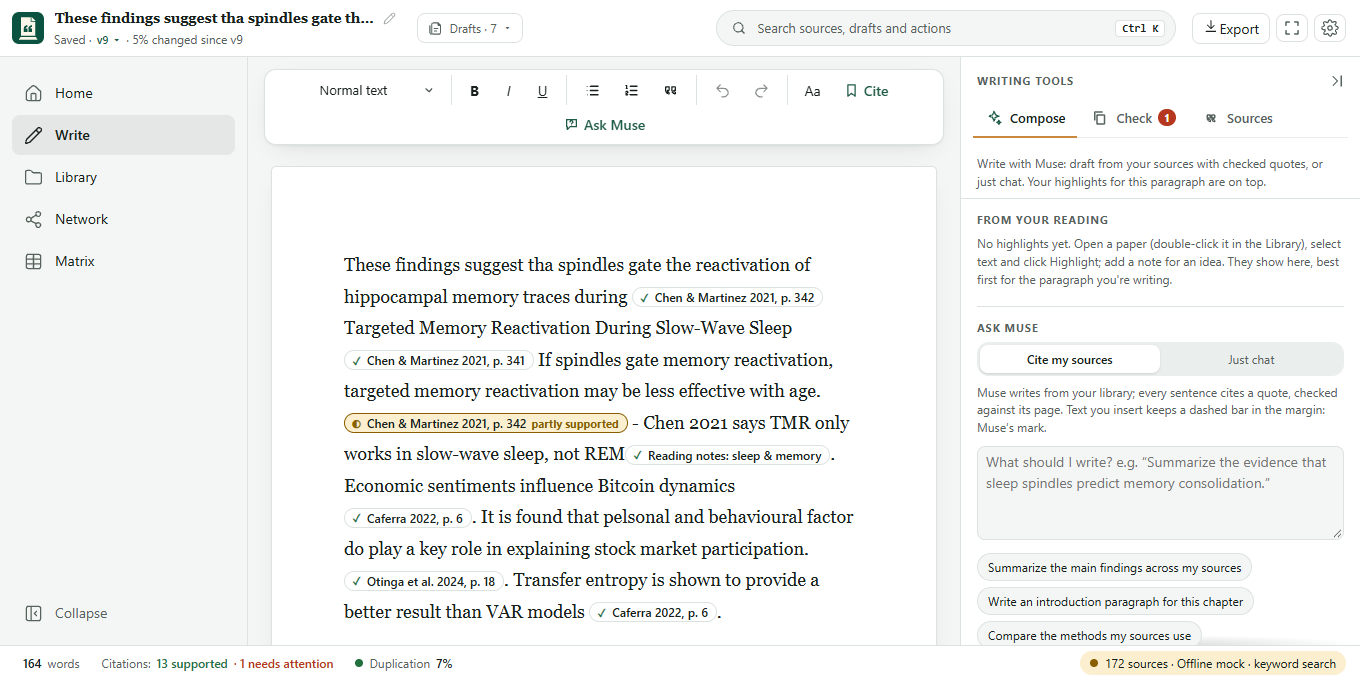 These findings suggest tha spindles gate th...
Saved · v9 · 5% changed since v9
Drafts · 7
Search sources, drafts and actions
Ctrl K
Export
Home
Write
Library
Network
Matrix
Collapse
Normal text
B I U
Aa
Cite
Ask Muse
These findings suggest tha spindles gate the reactivation of
hippocampal memory traces during ✓ Chen & Martinez 2021, p. 342
Targeted Memory Reactivation During Slow-Wave Sleep
✓ Chen & Martinez 2021, p. 341 If spindles gate memory reactivation,
targeted memory reactivation may be less effective with age.
Chen & Martinez 2021, p. 342 partly supported - Chen 2021 says TMR only
works in slow-wave sleep, not REM ✓ Reading notes: sleep & memory .
Economic sentiments influence Bitcoin dynamics
✓ Caferra 2022, p. 6 . It is found that pelsonal and behavioural factor
do play a key role in explaining stock market participation.
✓ Otinga et al. 2024, p. 18 . Transfer entropy is shown to provide a
better result than VAR models ✓ Caferra 2022, p. 6 .
WRITING TOOLS
Compose
Check 1
Sources
Write with Muse: draft from your sources with checked quotes, or
just chat. Your highlights for this paragraph are on top.
FROM YOUR READING
No highlights yet. Open a paper (double-click it in the Library), select
text and click Highlight; add a note for an idea. They show here, best
first for the paragraph you're writing.
ASK MUSE
Cite my sources
Just chat
Muse writes from your library; every sentence cites a quote, checked
against its page. Text you insert keeps a dashed bar in the margin:
Muse's mark.
What should I write? e.g. “Summarize the evidence that
sleep spindles predict memory consolidation.”
Summarize the main findings across my sources
Write an introduction paragraph for this chapter
Compare the methods my sources use
164 words
Citations: 13 supported · 1 needs attention
Duplication 7%
172 sources · Offline mock · keyword search